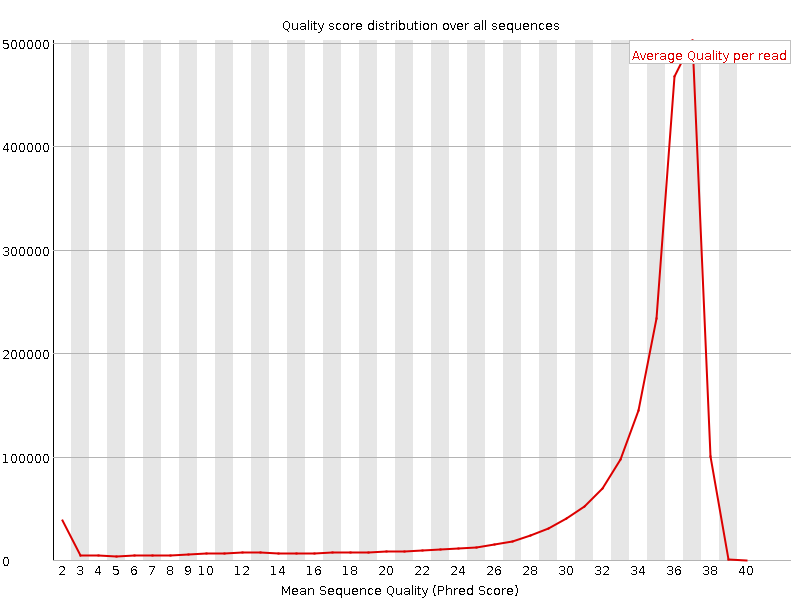 Quality score distribution over all sequences
500000
Average Quality per read
400000
300000
200000
100000
0
2 3 4 5 6 7 8 9 10 12 14 16 18 20 22 24 26 28 30 32 34 36 38 40
Mean Sequence Quality (Phred Score)